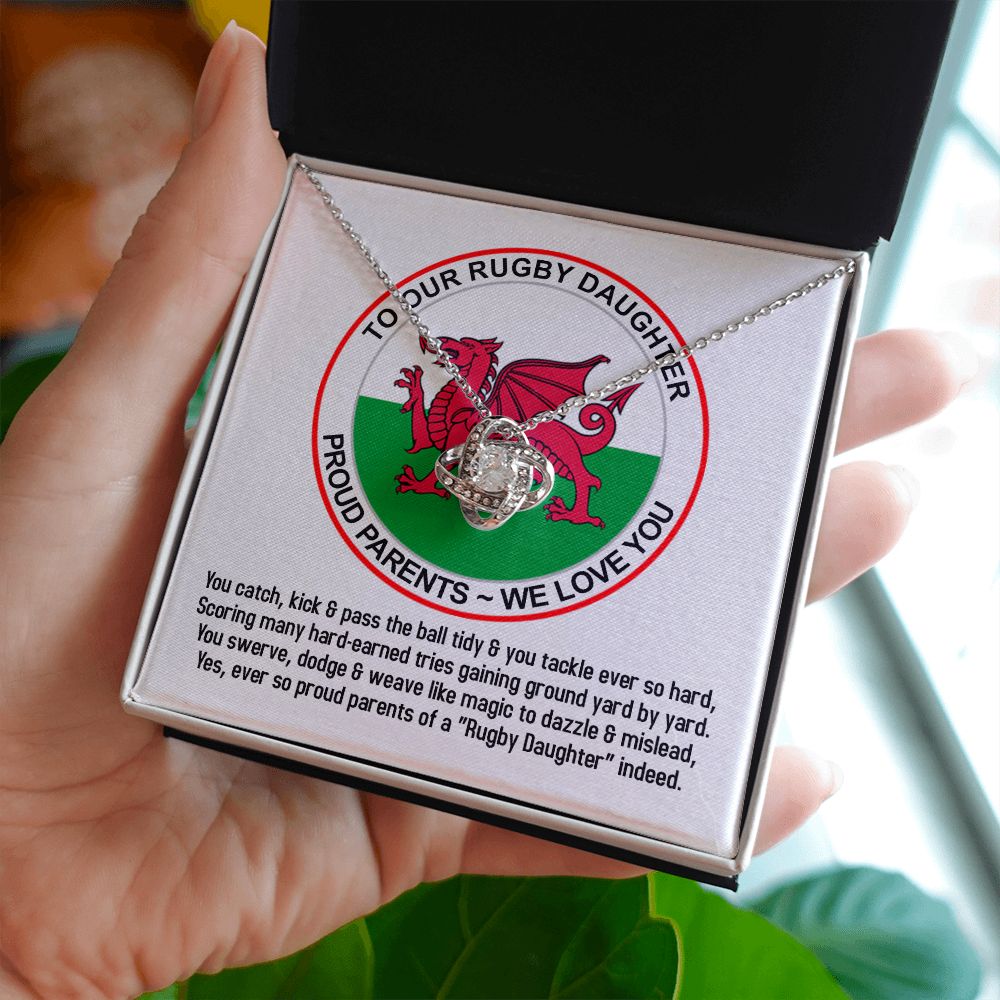 TO OUR RUGBY DAUGHTER
PROUD PARENTS ~ WE LOVE YOU
You catch, kick & pass the ball tidy & you tackle ever so hard,
Scoring many hard-earned tries gaining ground yard by yard.
You swerve, dodge & weave like magic to dazzle & mislead,
Yes, ever so proud parents of a "Rugby Daughter" indeed.